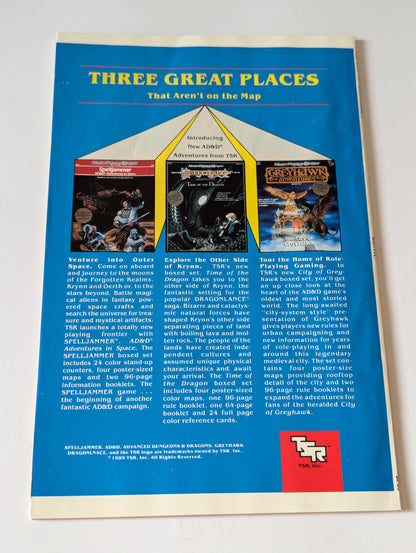 THREE GREAT PLACES
That Aren't on the Map
Introducing
New AD&D®
Adventures from TSR
Advanced Dungeons & Dragons
Spelljammer
Advanced Dungeons & Dragons
TIME OF THE DRAGON
Advanced Dungeons & Dragons
GREYHAWK
ADVENTURES
Venture into Outer
Space. Come on aboard
and journey to the moons
of the Forgotten Realms,
Krynn and Oerth or, to the
stars beyond. Battle magi-
cal aliens in fantasy pow-
ered space crafts and
search the universe for trea-
sure and mystical artifacts.
TSR launches a totally new
playing frontier with
SPELLJAMMER™, AD&D®
Adventures in Space. The
SPELLJAMMER boxed set
includes 24 color stand-up
counters, four poster-sized
maps and two 96-page
information booklets. The
SPELLJAMMER game . . .
the beginning of another
fantastic AD&D campaign.
Explore the Other Side
of Krynn. TSR's new
boxed set, Time of the
Dragon takes you to the
other side of Krynn, the
fantastic setting for the
popular DRAGONLANCE®
saga. Bizarre and cataclys-
mic natural forces have
shaped Krynn's other side
separating pieces of land
with boiling lava and mol-
ten rock. The people of the
lands have created inde-
pendent cultures and
assumed unique physical
characteristics and, await
your arrival. The Time of
the Dragon boxed set
includes four poster-sized
color maps, one 96-page
rule booklet, one 64-page
booklet and 24 full page
color reference cards.
Tour the Home of Role-
Playing Gaming. In
TSR's new City of Grey-
hawk boxed set, you'll get
an up close look at the
heart of the AD&D game's
oldest and most storied
world. The long-awaited
"city-system style" pre-
sentation of Greyhawk
gives players new rules for
urban campaigning and
new information for years
of role-playing in and
around this legendary
medieval city. The set con-
tains four poster-size
maps providing rooftop
detail of the city and two
96-page rule booklets to
expand the adventures for
fans of the heralded City
of Greyhawk.
SPELLJAMMER, AD&D, ADVANCED DUNGEONS & DRAGONS, GREYHAWK,
DRAGONLANCE, and the TSR logo are trademarks owned by TSR, Inc.
© 1989 TSR, Inc. All Rights Reserved.
TSR
TSR, Inc.